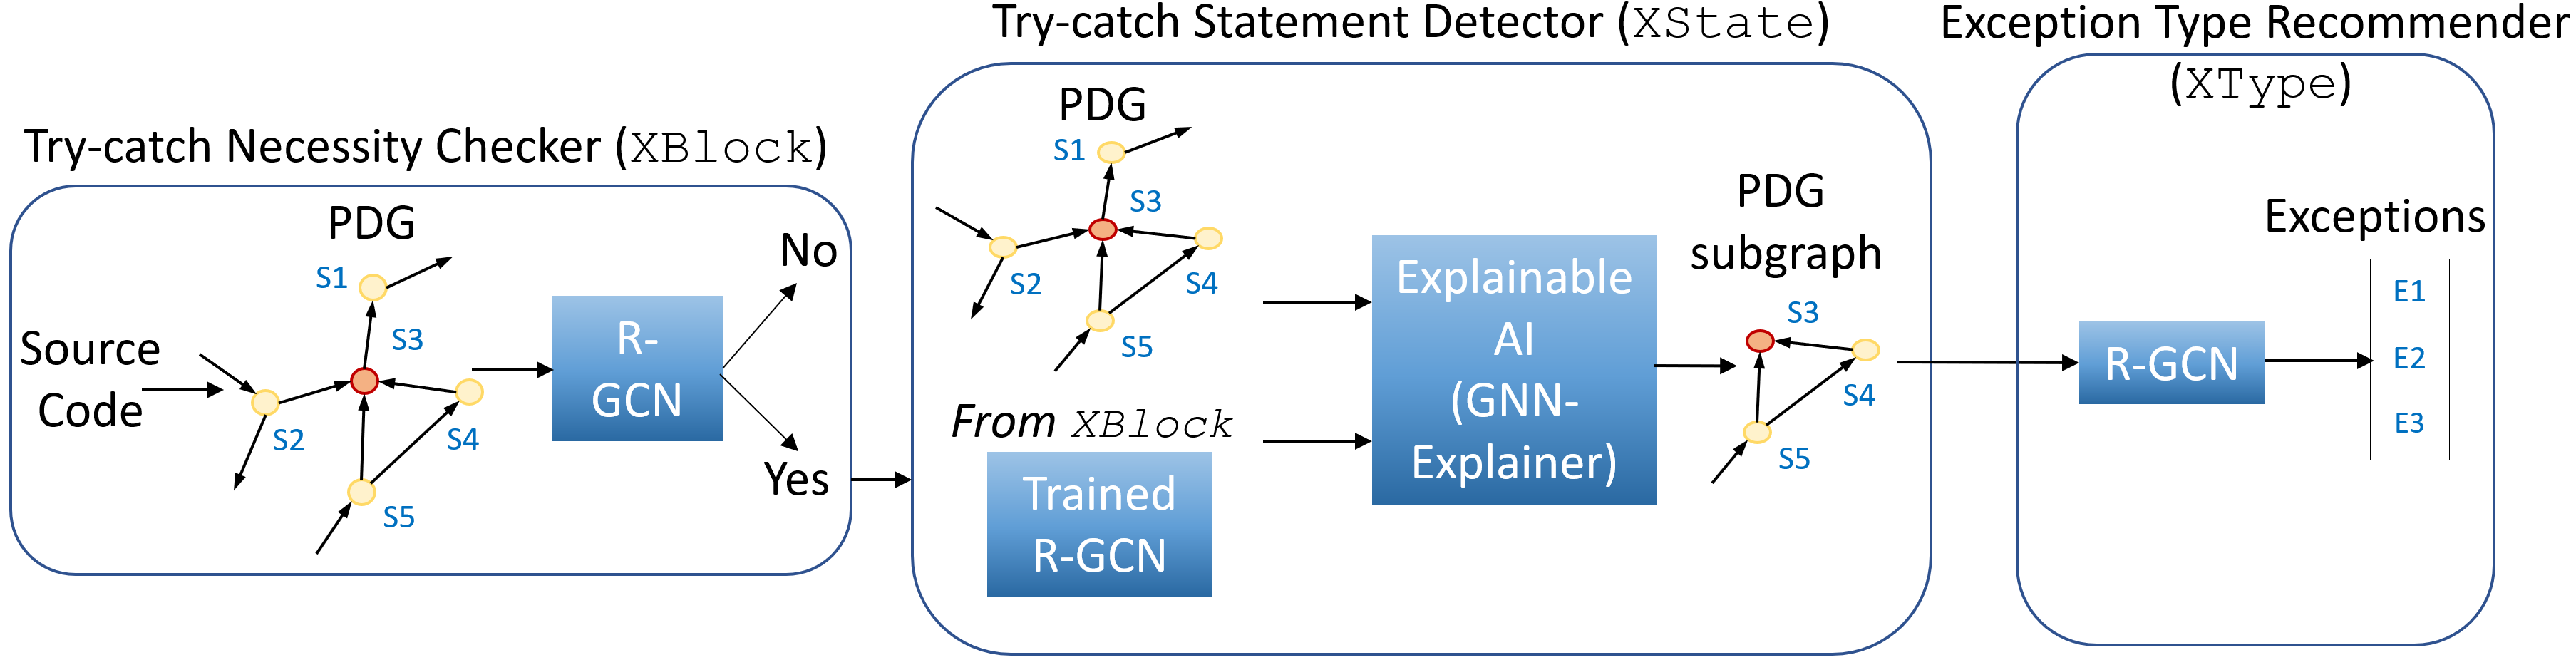 Try-catch Necessity Checker (XBlock)
PDG
S1
S3
Source
Code
S2
S4
S5
R-
GCN
No
Yes
Try-catch Statement Detector (XState)
PDG
S1
S3
S2
S4
S5
From XBlock
Trained
R-GCN
Explainable
AI
(GNN-
Explainer)
PDG
subgraph
S3
S4
S5
Exception Type Recommender
(XType)
R-GCN
Exceptions
E1
E2
E3